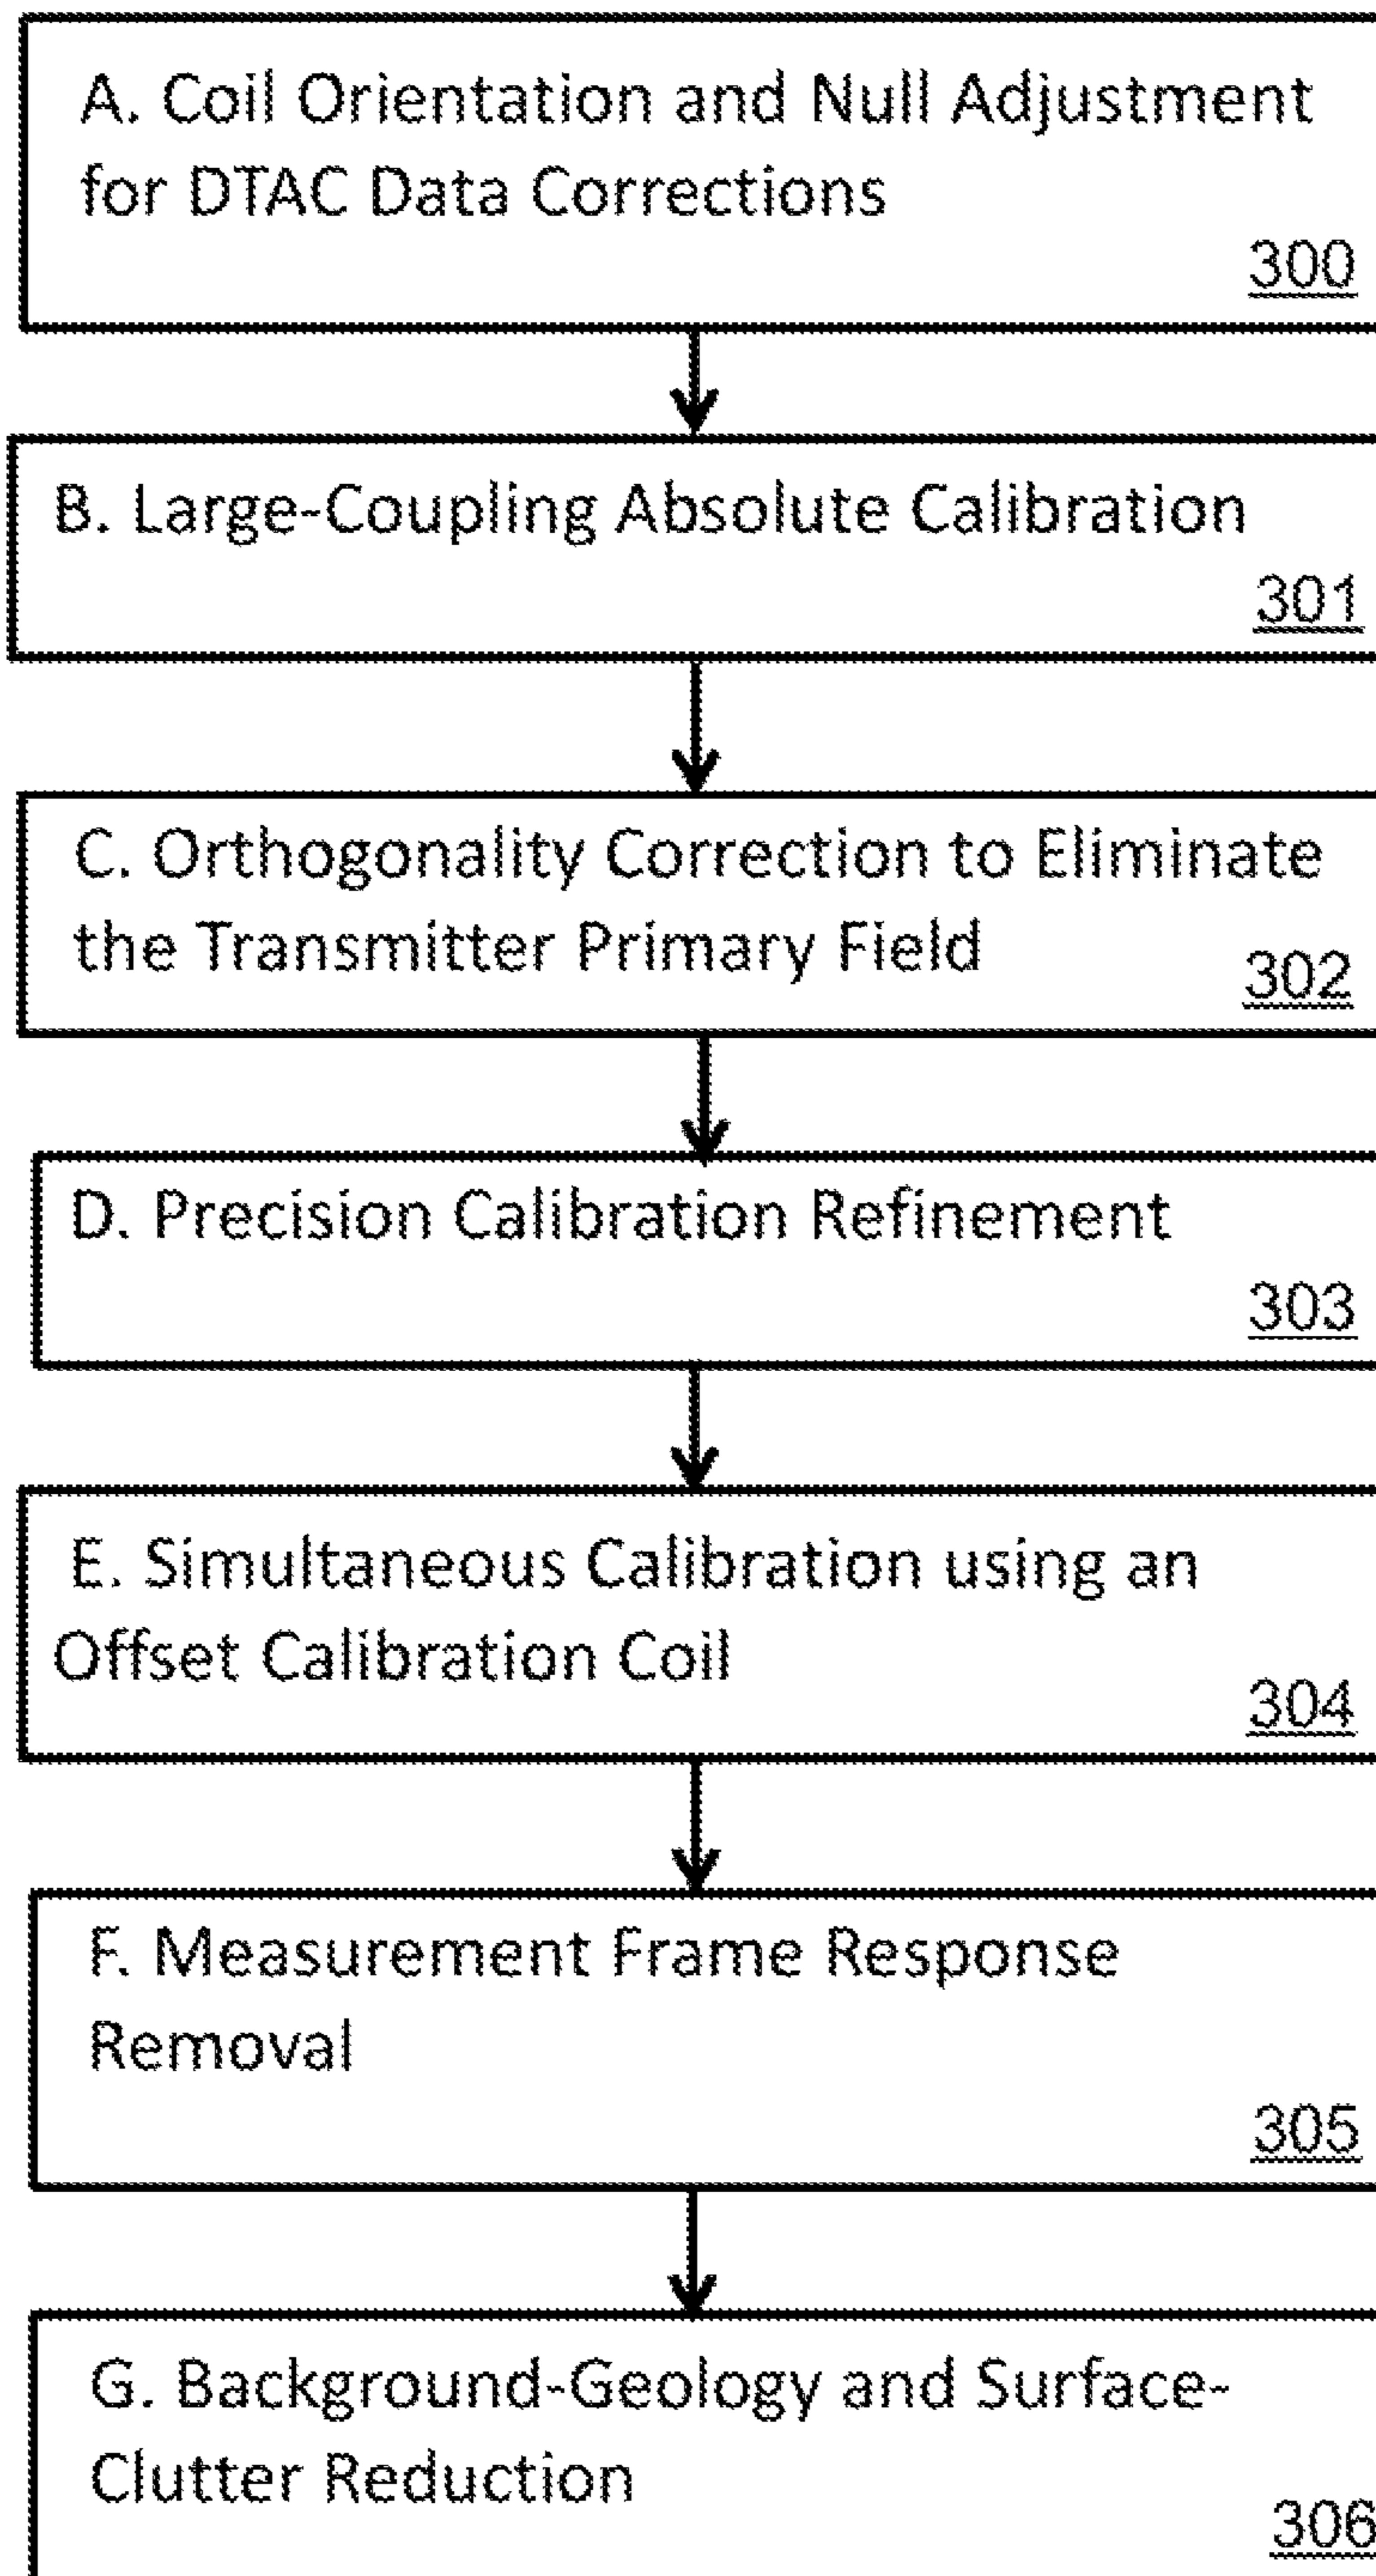 A. Coil Orientation and Null Adjustment
for DTAC Data Corrections
300
B. Large-Coupling Absolute Calibration
301
C. Orthogonality Correction to Eliminate
the Transmitter Primary Field
302
D. Precision Calibration Refinement
303
E. Simultaneous Calibration using an
Offset Calibration Coil
304
F. Measurement Frame Response
Removal
305
G. Background-Geology and Surface-
Clutter Reduction
306